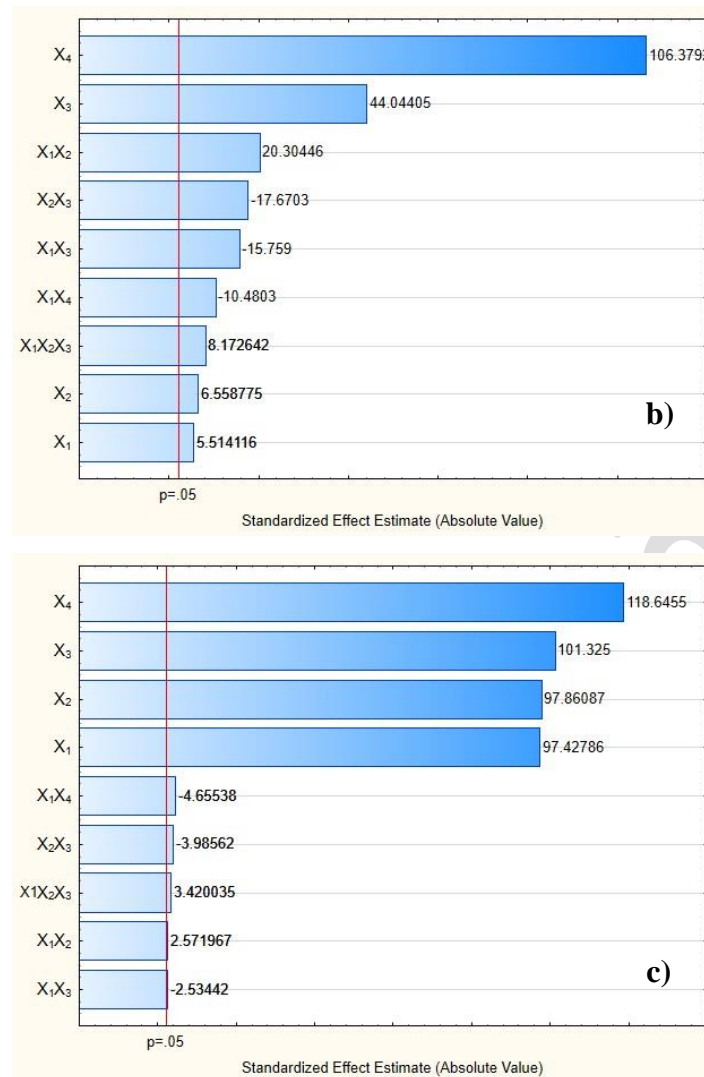 X₄ 106.3792
X₃ 44.04405
X₁X₂ 20.30446
X₂X₃ -17.6703
X₁X₃ -15.759
X₁X₄ -10.4803
X₁X₂X₃ 8.172642
X₂ 6.558775
b)
X₁ 5.514116
p=.05
Standardized Effect Estimate (Absolute Value)
X₄ 118.6455
X₃ 101.325
X₂ 97.86087
X₁ 97.42786
X₁X₄ -4.65538
X₂X₃ -3.98562
X1X₂X₃ 3.420035
X₁X₂ 2.571967
c)
X₁X₃ -2.53442
p=.05
Standardized Effect Estimate (Absolute Value)